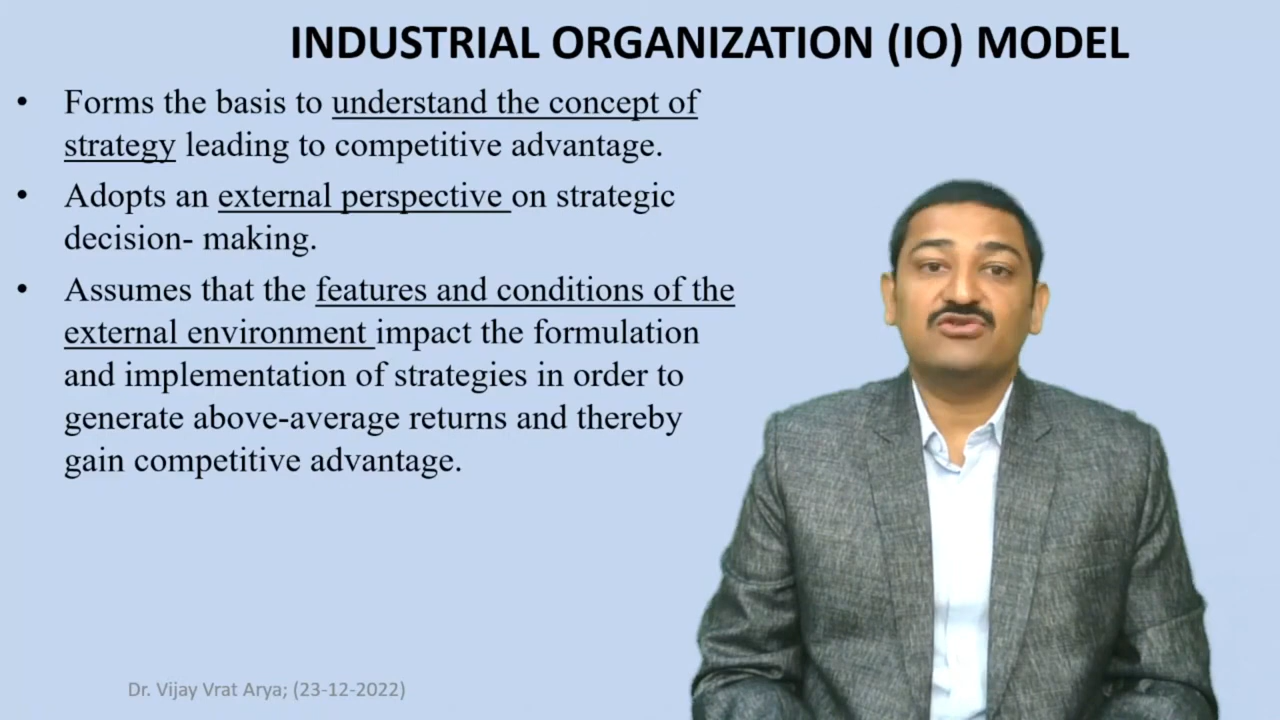 INDUSTRIAL ORGANIZATION (IO) MODEL
• Forms the basis to understand the concept of
strategy leading to competitive advantage.
• Adopts an external perspective on strategic
decision- making.
• Assumes that the features and conditions of the
external environment impact the formulation
and implementation of strategies in order to
generate above-average returns and thereby
gain competitive advantage.
Dr. Vijay Vrat Arya; (23-12-2022)